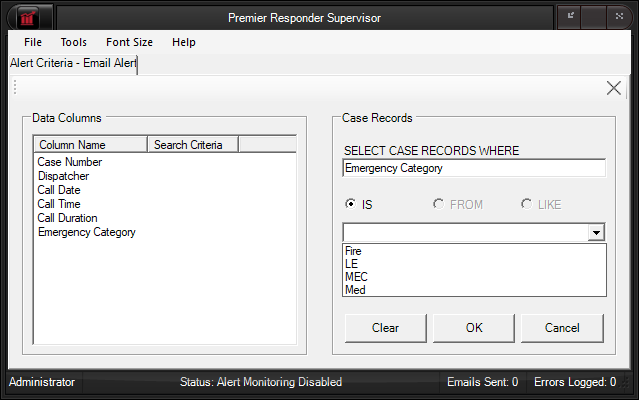 Premier Responder Supervisor
File Tools Font Size Help
Alert Criteria - Email Alert
Data Columns
Column Name Search Criteria
Case Number
Dispatcher
Call Date
Call Time
Call Duration
Emergency Category
Case Records
SELECT CASE RECORDS WHERE
Emergency Category
IS FROM LIKE
Fire
LE
MEC
Med
Clear OK Cancel
Administrator Status: Alert Monitoring Disabled Emails Sent: 0 Errors Logged: 0